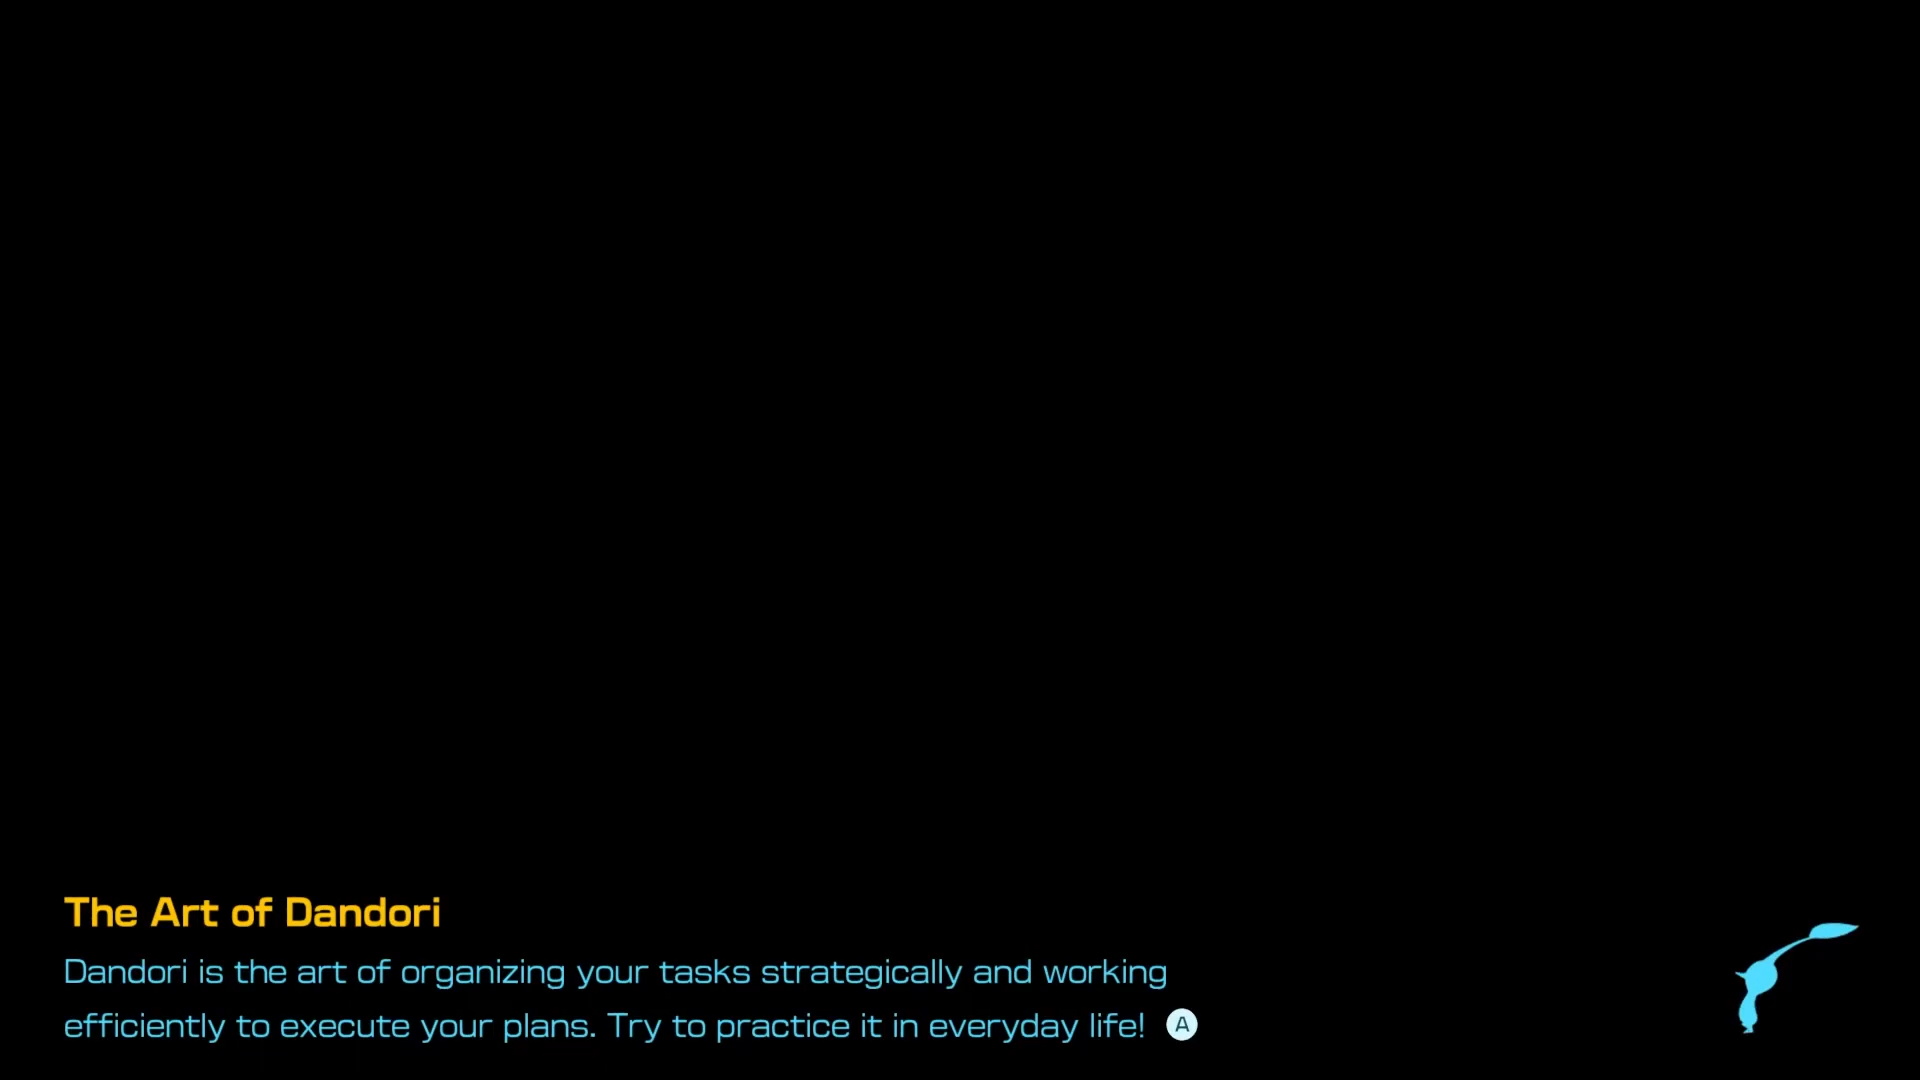 The Art of Dandori
Dandori is the art of organizing your tasks strategically and working
efficiently to execute your plans. Try to practice it in everyday life! A